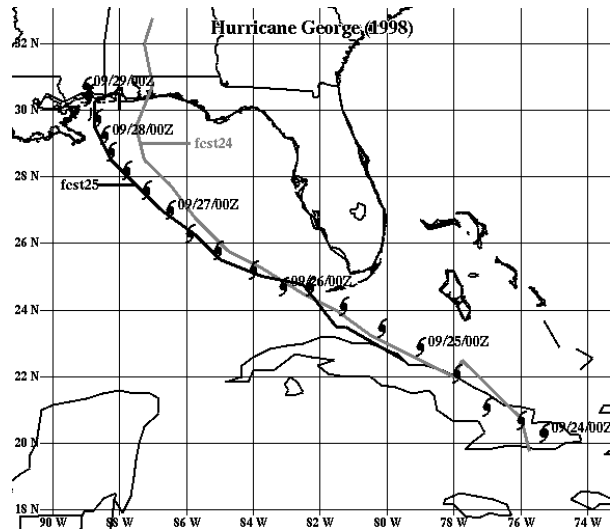 Hurricane George (1998)
32 N
09/29/00Z
30 N
09/28/00Z
fcst24
28 N
fcst25
09/27/00Z
26 N
09/26/00Z
24 N
09/25/00Z
22 N
09/24/00Z
20 N
18 N
90 W 88 W 86 W 84 W 82 W 80 W 78 W 76 W 74 W